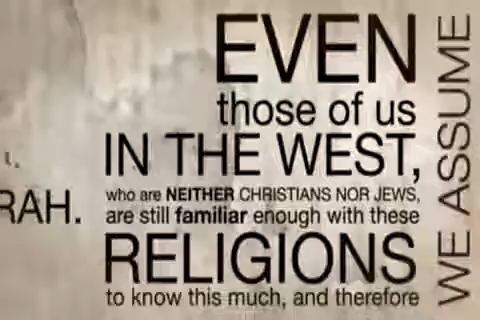 EVEN
those of us
IN THE WEST,
who are NEITHER CHRISTIANS NOR JEWS,
are still familiar enough with these
RELIGIONS
to know this much, and therefore
WE ASSUME
RAH.